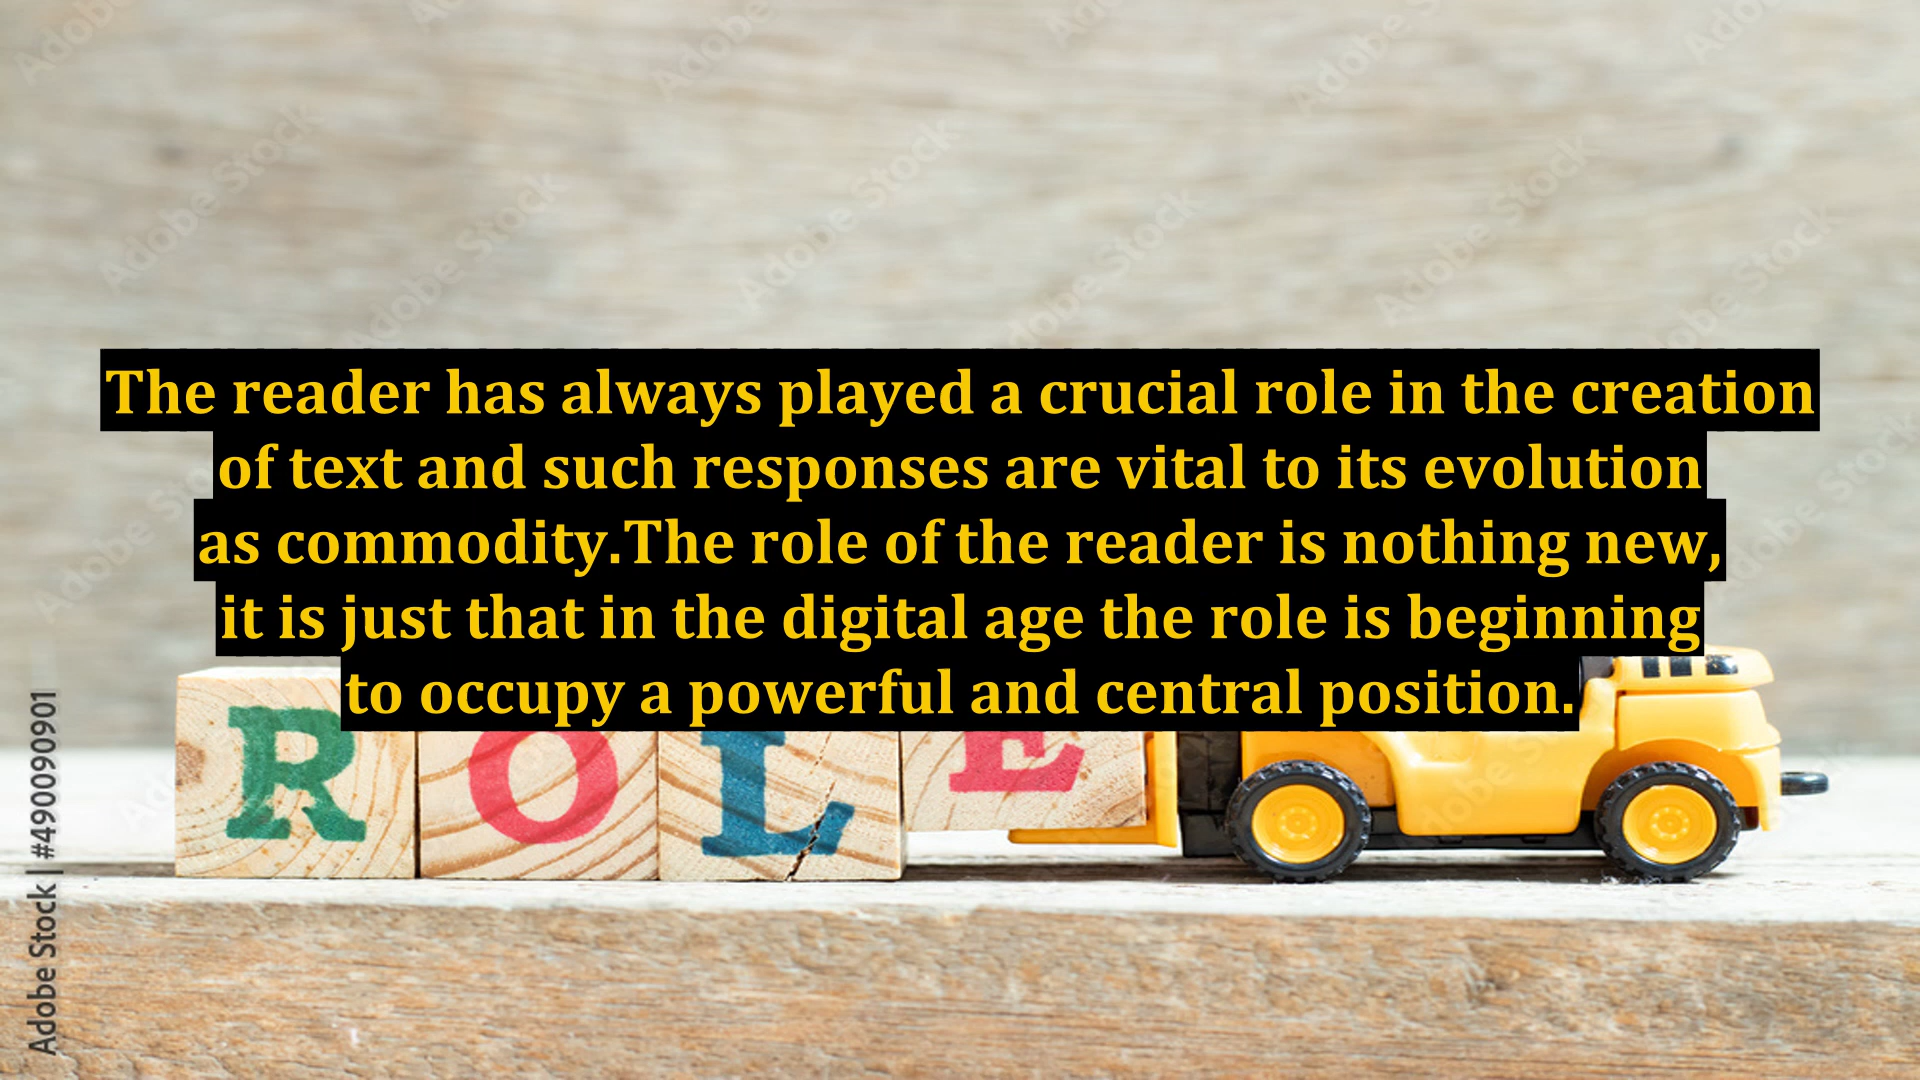 The reader has always played a crucial role in the creation
of text and such responses are vital to its evolution
as commodity.The role of the reader is nothing new,
it is just that in the digital age the role is beginning
to occupy a powerful and central position.
R O L E
Adobe Stock | #490090901
Adobe Stock